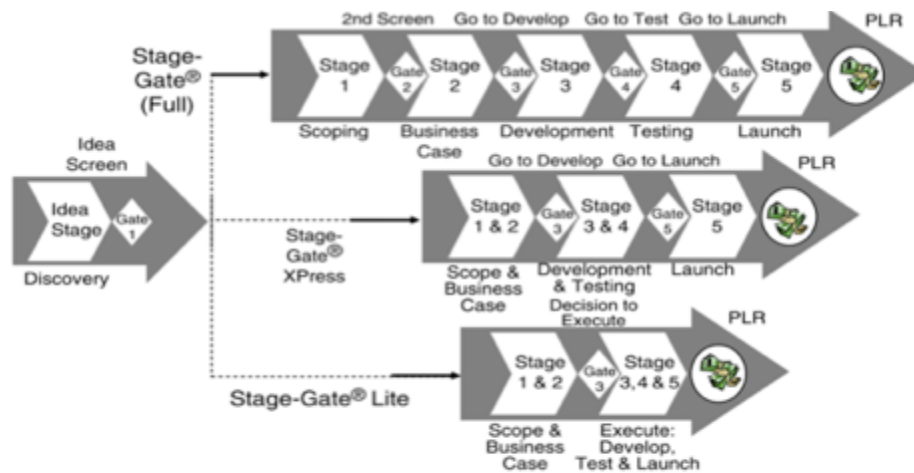 2nd Screen Go to Develop Go to Test Go to Launch PLR
Stage-
Gate®
(Full)
Stage
1
Gate
2
Stage
2
Gate
3
Stage
3
Gate
4
Stage
4
Gate
5
Stage
5
Scoping
Business
Case
Development
Testing
Launch
Idea
Screen
Idea
Stage
Gate
1
Discovery
Go to Develop Go to Launch PLR
Stage-
Gate®
XPress
Stage
1 & 2
Gate
3
Stage
3 & 4
Gate
5
Stage
5
Scope &
Business
Case
Development
& Testing
Launch
Decision to
Execute
PLR
Stage-Gate® Lite
Stage
1 & 2
Gate
3
Stage
3, 4 & 5
Scope &
Business
Case
Execute:
Develop,
Test & Launch